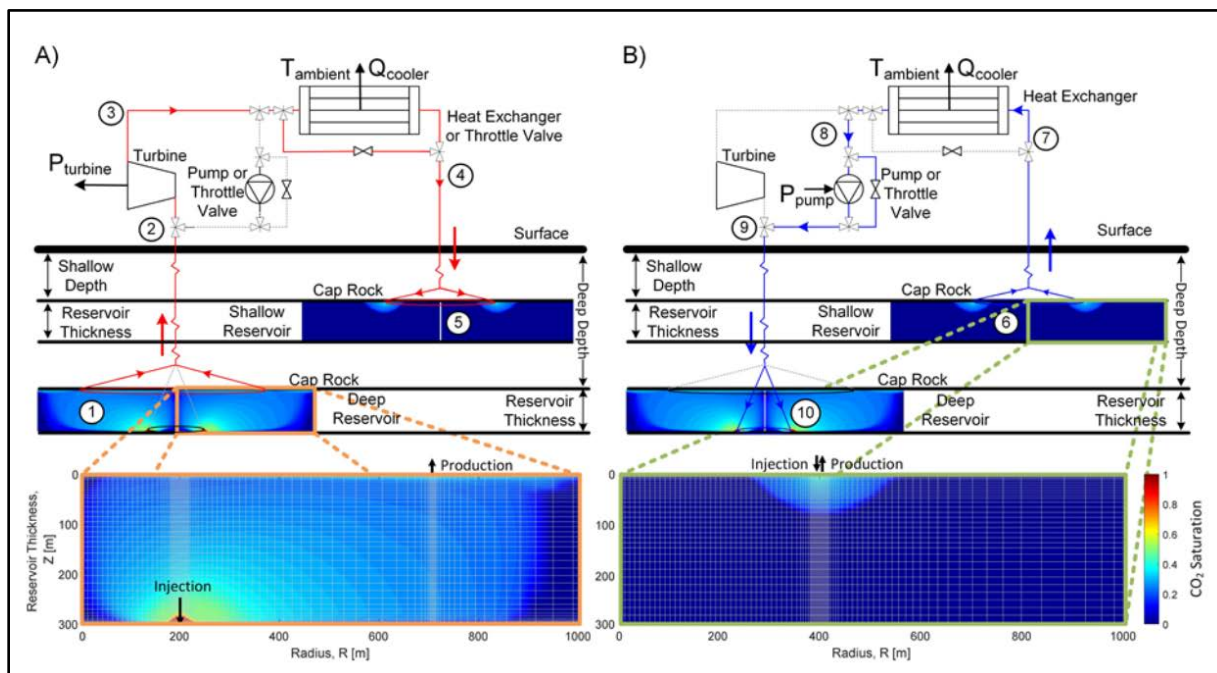 A)
T ambient Q cooler
3
Heat Exchanger
or Throttle Valve
Turbine
P turbine
Pump or
Throttle
Valve
4
2
Surface
Shallow
Depth
Cap Rock
Reservoir
Thickness
Shallow
Reservoir
5
Deep Depth
Cap Rock
1
Deep
Reservoir
Reservoir
Thickness
Production
Injection
Reservoir Thickness,
Z [m]
0
100
200
300
0 200 400 600 800 1000
Radius, R [m]
B)
T ambient Q cooler
Heat Exchanger
8
7
Turbine
Pump or
Throttle
Valve
P pump
9
Surface
Shallow
Depth
Cap Rock
Reservoir
Thickness
Shallow
Reservoir
6
Deep Depth
Cap Rock
10
Deep
Reservoir
Reservoir
Thickness
Injection Production
0
100
200
300
0 200 400 600 800 1000
Radius, R [m]
1
0.8
0.6
0.4
0.2
0
CO2 Saturation